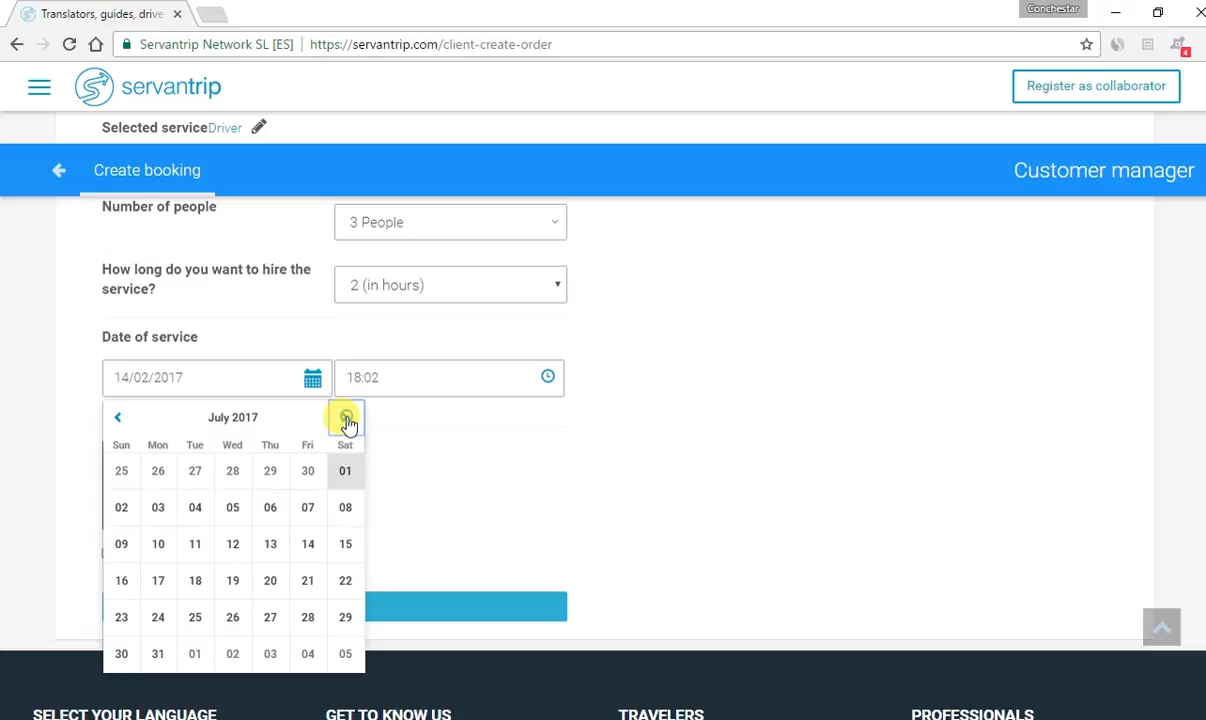 Translators, guides, drive
Conchestar
Servantrip Network SL [ES]
https://servantrip.com/client-create-order
4
servantrip
Register as collaborator
Selected serviceDriver
Create booking
Customer manager
Number of people
3 People
How long do you want to hire the
service?
2 (in hours)
Date of service
14/02/2017
18:02
July 2017
Sun Mon Tue Wed Thu Fri Sat
25 26 27 28 29 30 01
02 03 04 05 06 07 08
09 10 11 12 13 14 15
16 17 18 19 20 21 22
23 24 25 26 27 28 29
30 31 01 02 03 04 05
SELECT YOUR LANGUAGE
GET TO KNOW US
TRAVELERS
PROFESSIONALS